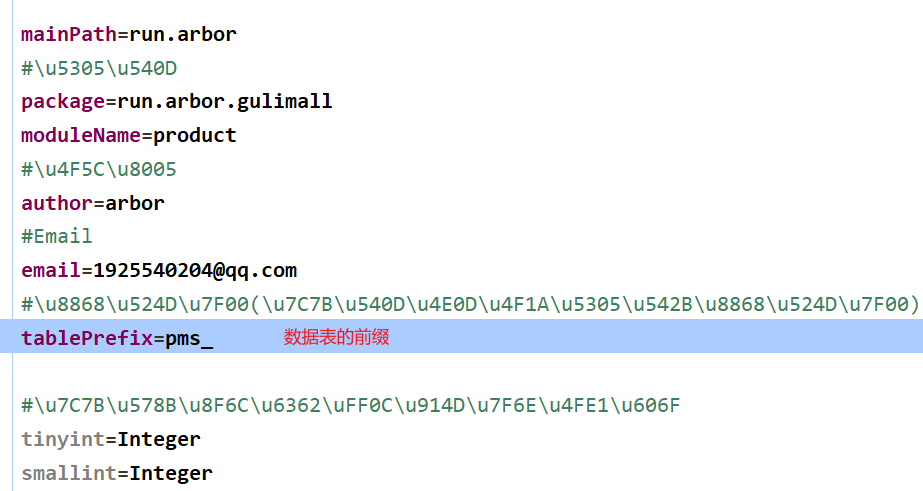 mainPath=run.arbor
#\u5305\u540D
package=run.arbor.gulimall
moduleName=product
#\u4F5C\u8005
author=arbor
#Email
email=1925540204@qq.com
#\u8868\u524D\u7F00(\u7C7B\u540D\u4E0D\u4F1A\u5305\u542B\u8868\u524D\u7F00)
tablePrefix=pms_ 数据表的前缀
#\u7C7B\u578B\u8F6C\u6362\uFF0C\u914D\u7F6E\u4FE1\u606F
tinyint=Integer
smallint=Integer